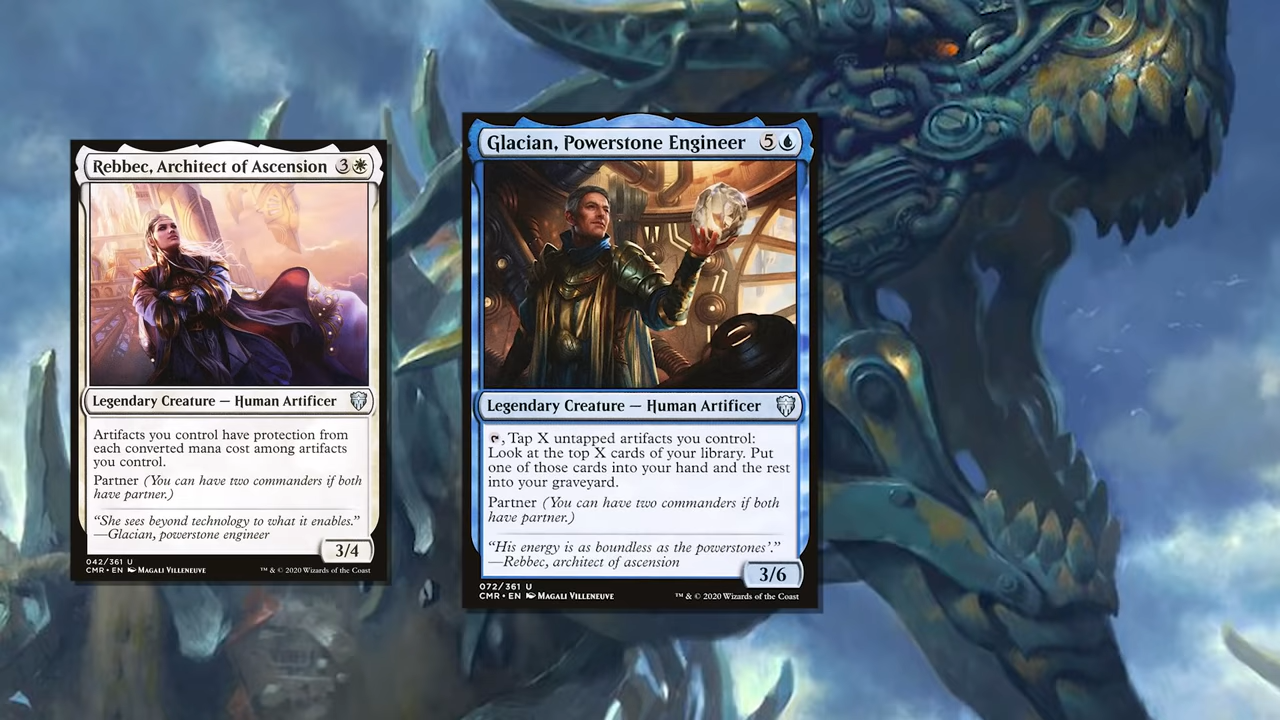 Rebbec, Architect of Ascension 3
Legendary Creature — Human Artificer
Artifacts you control have protection from
each converted mana cost among artifacts
you control.
Partner (You can have two commanders if both
have partner.)
“She sees beyond technology to what it enables.”
—Glacian, powerstone engineer
3/4
042/361 U
CMR • EN Magali Villeneuve
™ & © 2020 Wizards of the Coast
Glacian, Powerstone Engineer 5
Legendary Creature — Human Artificer
, Tap X untapped artifacts you control:
Look at the top X cards of your library. Put
one of those cards into your hand and the rest
into your graveyard.
Partner (You can have two commanders if both
have partner.)
“His energy is as boundless as the powerstones’.”
—Rebbec, architect of ascension
3/6
072/361 U
CMR • EN Magali Villeneuve
™ & © 2020 Wizards of the Coast